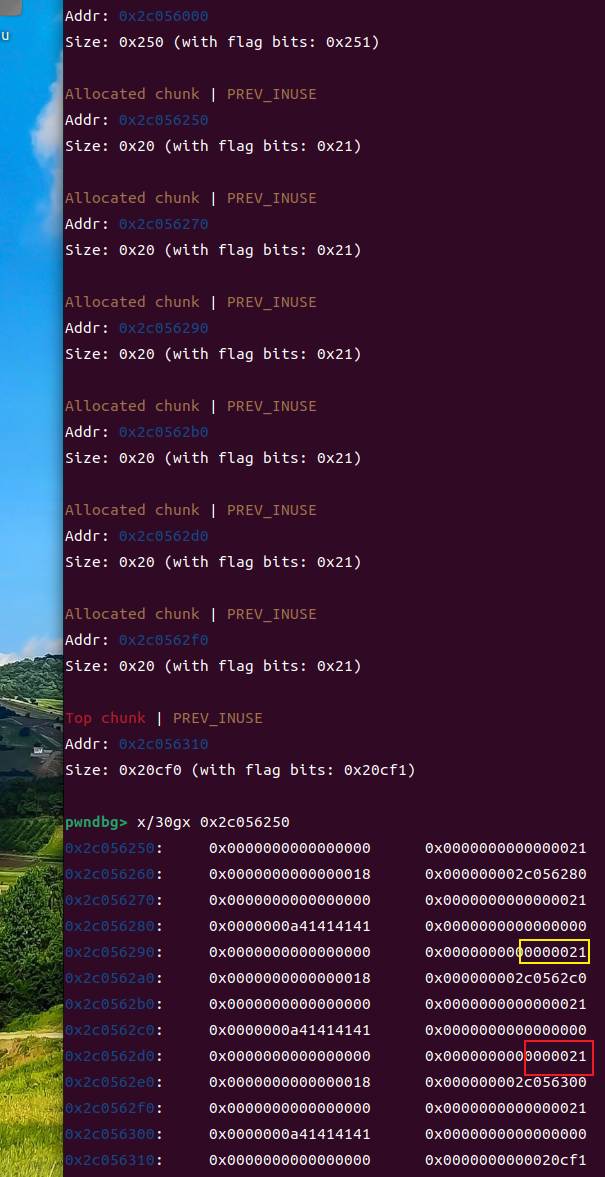 Addr: 0x2c056000
u
Size: 0x250 (with flag bits: 0x251)
Allocated chunk | PREV_INUSE
Addr: 0x2c056250
Size: 0x20 (with flag bits: 0x21)
Allocated chunk | PREV_INUSE
Addr: 0x2c056270
Size: 0x20 (with flag bits: 0x21)
Allocated chunk | PREV_INUSE
Addr: 0x2c056290
Size: 0x20 (with flag bits: 0x21)
Allocated chunk | PREV_INUSE
Addr: 0x2c0562b0
Size: 0x20 (with flag bits: 0x21)
Allocated chunk | PREV_INUSE
Addr: 0x2c0562d0
Size: 0x20 (with flag bits: 0x21)
Allocated chunk | PREV_INUSE
Addr: 0x2c0562f0
Size: 0x20 (with flag bits: 0x21)
Top chunk | PREV_INUSE
Addr: 0x2c056310
Size: 0x20cf0 (with flag bits: 0x20cf1)
pwndbg> x/30gx 0x2c056250
0x2c056250: 0x0000000000000000 0x0000000000000021
0x2c056260: 0x0000000000000018 0x000000002c056280
0x2c056270: 0x0000000000000000 0x0000000000000021
0x2c056280: 0x0000000a41414141 0x0000000000000000
0x2c056290: 0x0000000000000000 0x0000000000000021
0x2c0562a0: 0x0000000000000018 0x000000002c0562c0
0x2c0562b0: 0x0000000000000000 0x0000000000000021
0x2c0562c0: 0x0000000a41414141 0x0000000000000000
0x2c0562d0: 0x0000000000000000 0x0000000000000021
0x2c0562e0: 0x0000000000000018 0x000000002c056300
0x2c0562f0: 0x0000000000000000 0x0000000000000021
0x2c056300: 0x0000000a41414141 0x0000000000000000
0x2c056310: 0x0000000000000000 0x0000000000020cf1